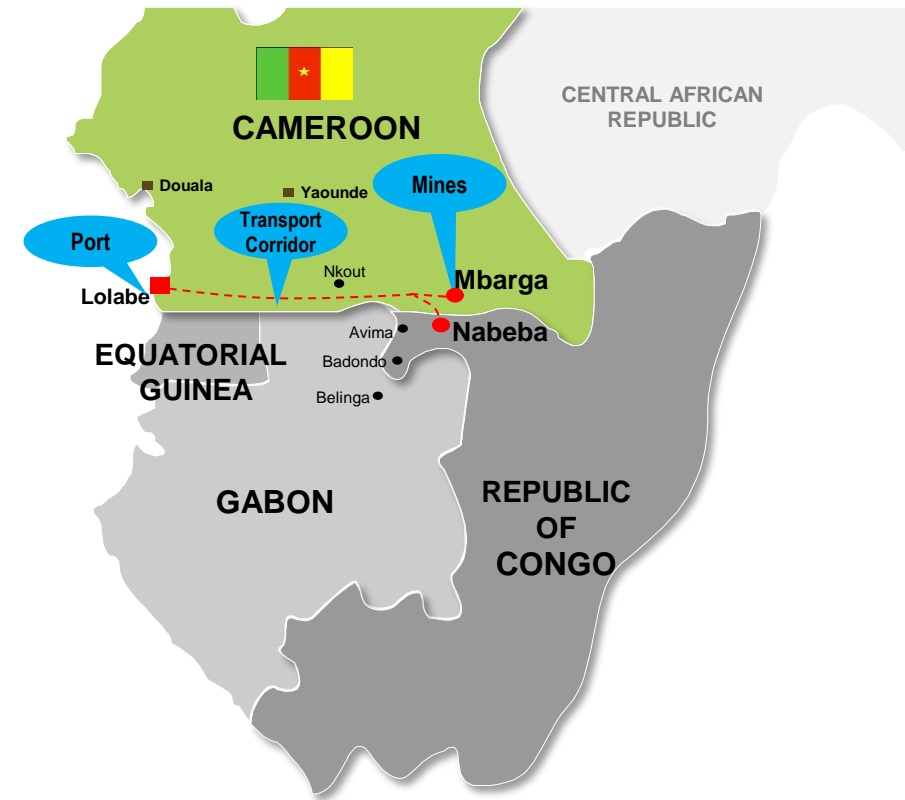 CENTRAL AFRICAN
REPUBLIC
CAMEROON
Douala
Yaounde
Mines
Transport
Corridor
Port
Nkout
Lolabe
Mbarga
Nabeba
Avima
EQUATORIAL
GUINEA
Badondo
Belinga
GABON
REPUBLIC
OF
CONGO